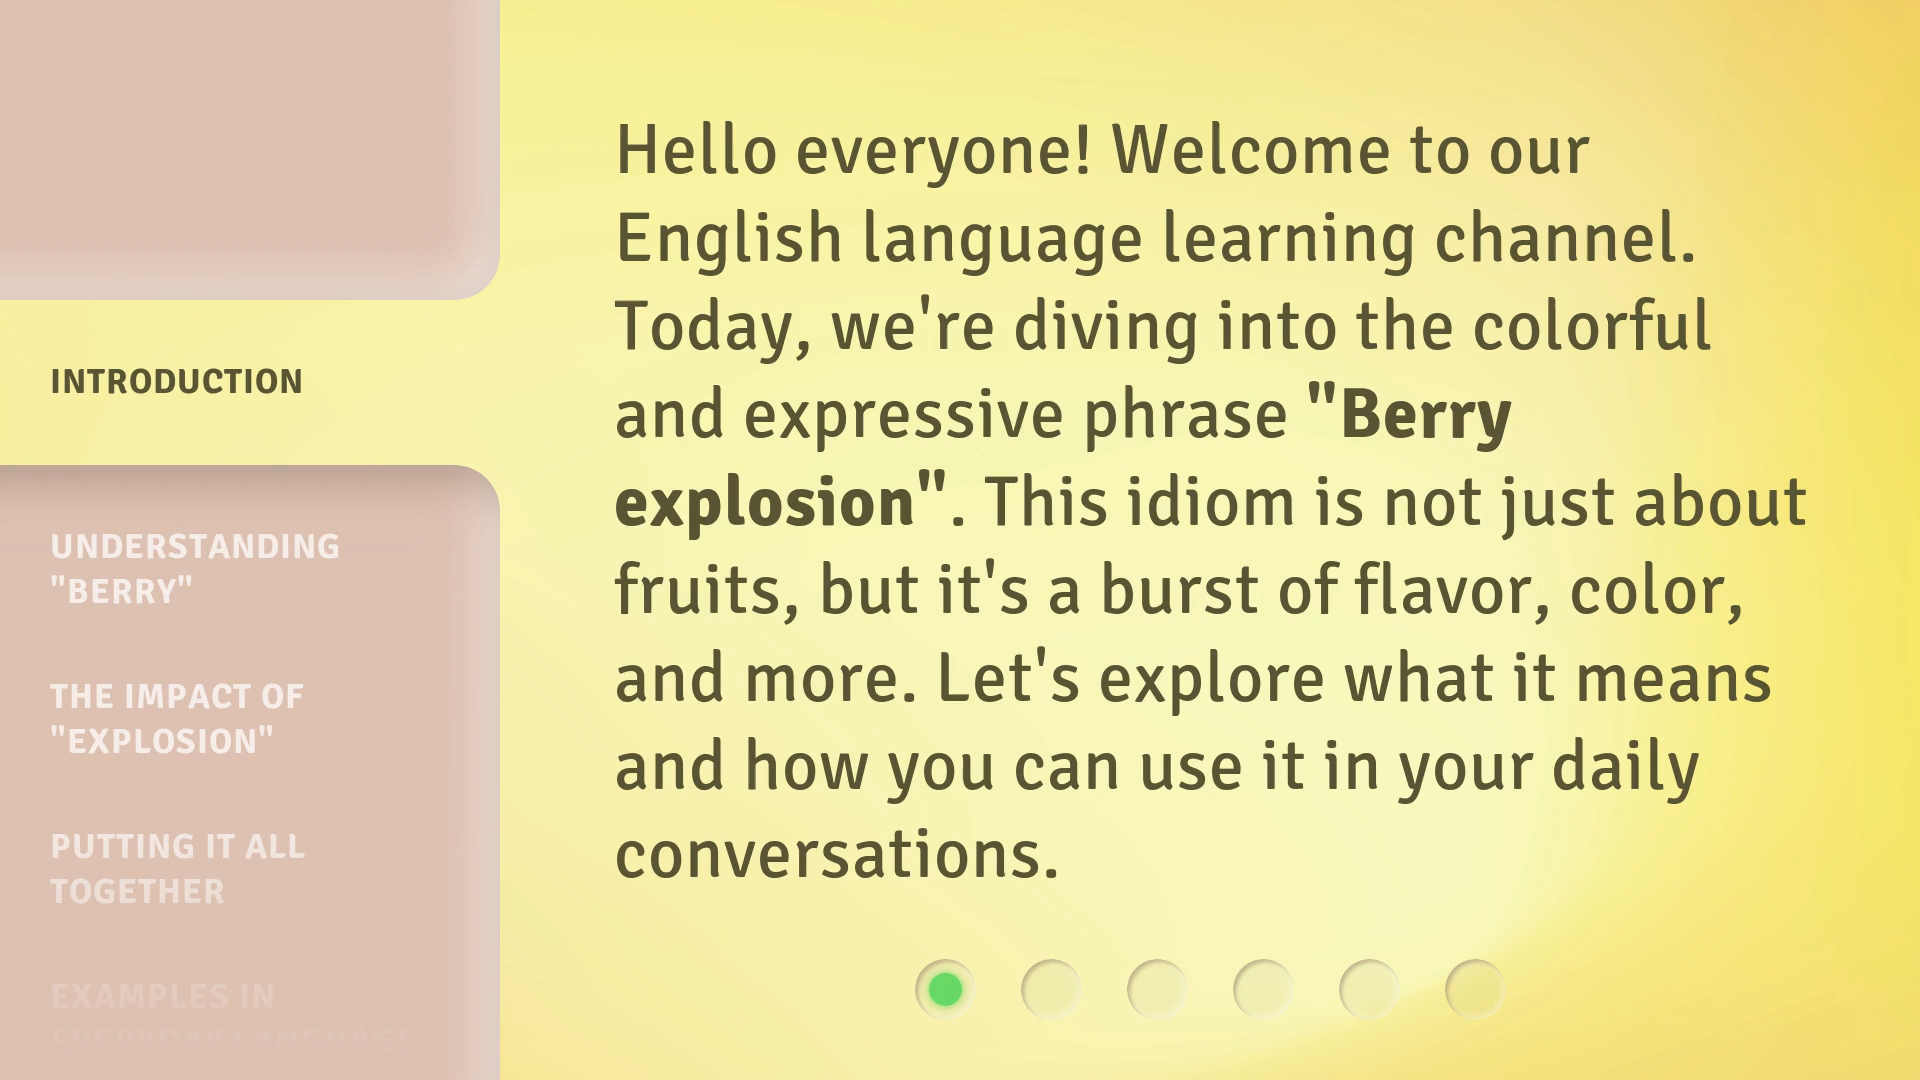 INTRODUCTION
UNDERSTANDING
"BERRY"
THE IMPACT OF
"EXPLOSION"
PUTTING IT ALL
TOGETHER
EXAMPLES IN
EVERYDAY LANGUAGE
Hello everyone! Welcome to our
English language learning channel.
Today, we're diving into the colorful
and expressive phrase "Berry
explosion". This idiom is not just about
fruits, but it's a burst of flavor, color,
and more. Let's explore what it means
and how you can use it in your daily
conversations.